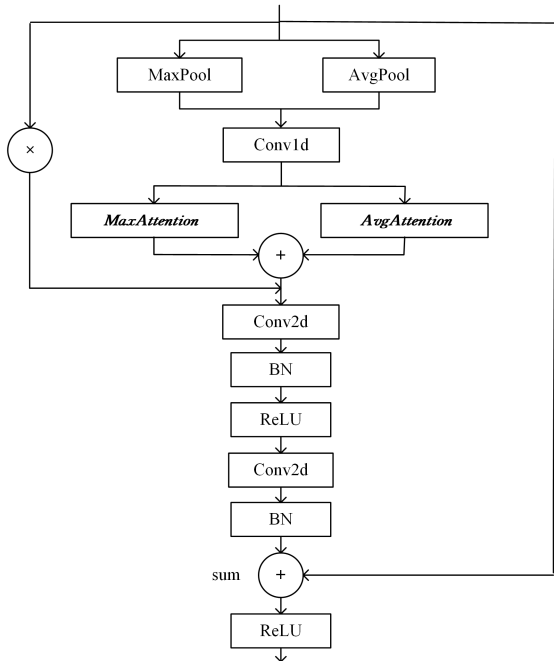 MaxPool AvgPool
Conv1d
×
MaxAttention AvgAttention
+
Conv2d
BN
ReLU
Conv2d
BN
sum +
ReLU